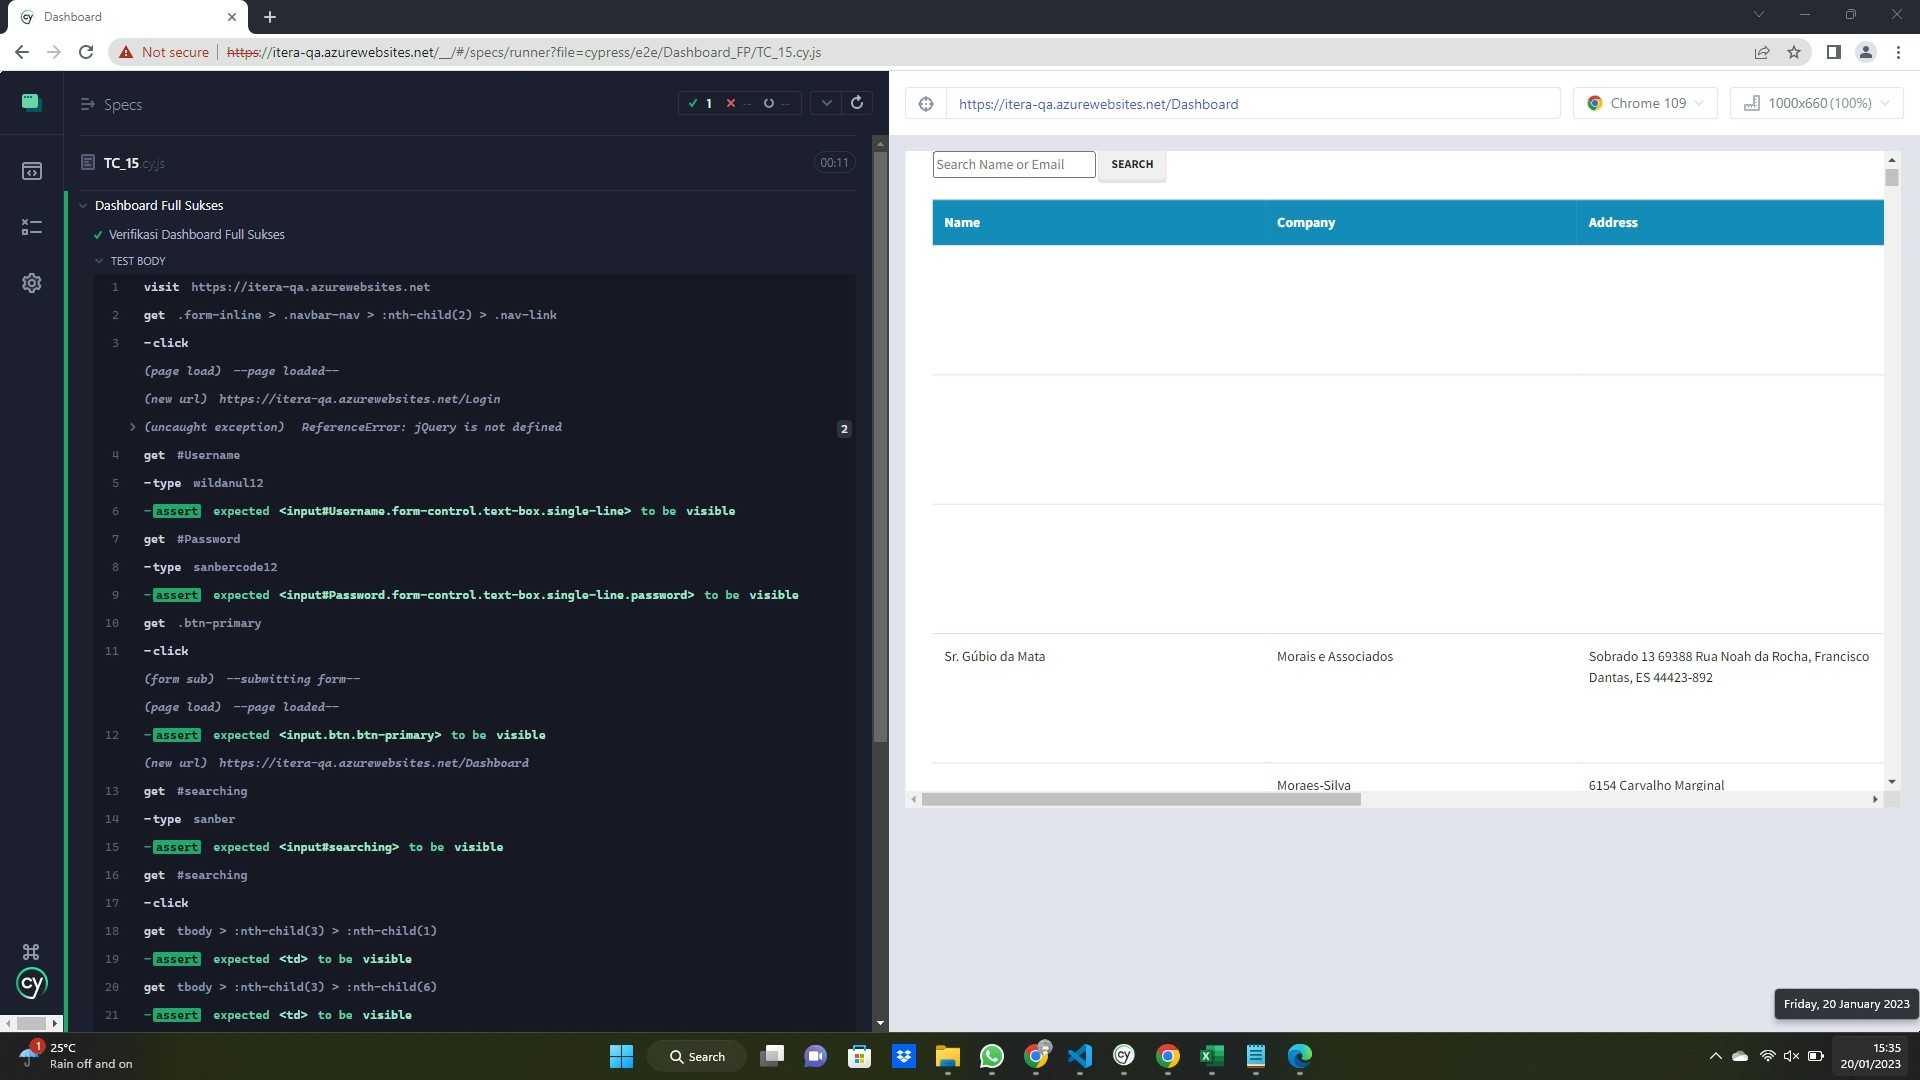 Dashboard
Not secure
https://itera-qa.azurewebsites.net/__/#/specs/runner?file=cypress/e2e/Dashboard_FP/TC_15.cy.js
Specs
1 -- --
TC_15.cy.js
00:11
Dashboard Full Sukses
Verifikasi Dashboard Full Sukses
TEST BODY
1 visit https://itera-qa.azurewebsites.net
2 get .form-inline > .navbar-nav > :nth-child(2) > .nav-link
3 -click
(page load) --page loaded--
(new url) https://itera-qa.azurewebsites.net/Login
(uncaught exception) ReferenceError: jQuery is not defined 2
4 get #Username
5 -type wildanul12
6 -assert expected <input#Username.form-control.text-box.single-line> to be visible
7 get #Password
8 -type sanbercode12
9 -assert expected <input#Password.form-control.text-box.single-line.password> to be visible
10 get .btn-primary
11 -click
(form sub) --submitting form--
(page load) --page loaded--
12 -assert expected <input.btn.btn-primary> to be visible
(new url) https://itera-qa.azurewebsites.net/Dashboard
13 get #searching
14 -type sanber
15 -assert expected <input#searching> to be visible
16 get #searching
17 -click
18 get tbody > :nth-child(3) > :nth-child(1)
19 -assert expected <td> to be visible
20 get tbody > :nth-child(3) > :nth-child(6)
21 -assert expected <td> to be visible
cy
https://itera-qa.azurewebsites.net/Dashboard
Chrome 109
1000x660 (100%)
Search Name or Email
SEARCH
Name Company Address
Sr. Gúbio da Mata Morais e Associados Sobrado 13 69388 Rua Noah da Rocha, Francisco
Dantas, ES 44423-892
Moraes-Silva 6154 Carvalho Marginal
Friday, 20 January 2023
1
25°C
Rain off and on
Search
15:35
20/01/2023